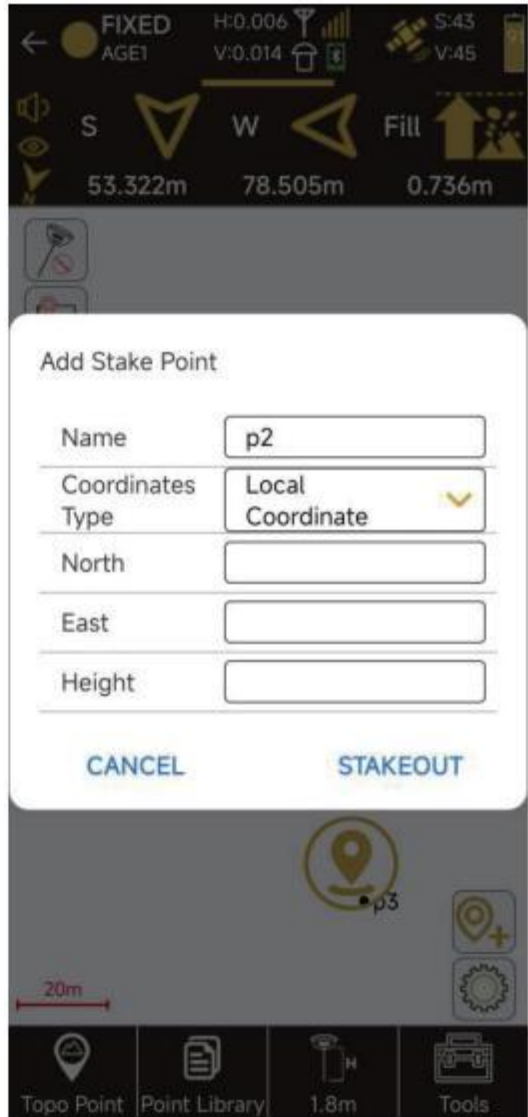 FIXED H:0.006 S:43
AGE1 V:0.014 V:45
S W Fill
N 53.322m 78.505m 0.736m
Add Stake Point
Name p2
Coordinates Type Local Coordinate
North
East
Height
CANCEL STAKEOUT
p3
20m
H
Topo Point Point Library 1.8m Tools